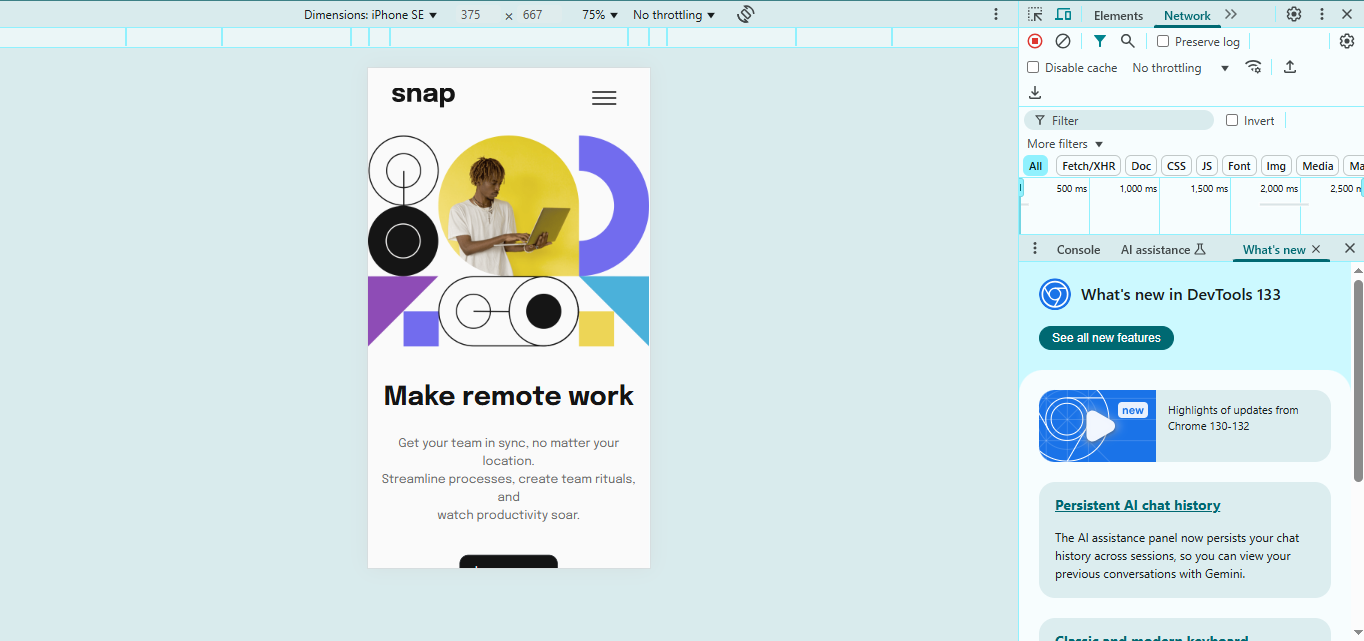 Dimensions: iPhone SE 375 × 667 75% No throttling
snap
Make remote work
Get your team in sync, no matter your
location.
Streamline processes, create team rituals,
and
watch productivity soar.
Elements Network
Preserve log
Disable cache No throttling
Filter Invert
More filters
All Fetch/XHR Doc CSS JS Font Img Media Ma
500 ms 1,000 ms 1,500 ms 2,000 ms 2,500 n
Console AI assistance What's new
What's new in DevTools 133
See all new features
new
Highlights of updates from
Chrome 130-132
Persistent AI chat history
The AI assistance panel now persists your chat
history across sessions, so you can view your
previous conversations with Gemini.
Classic and modern keyboard